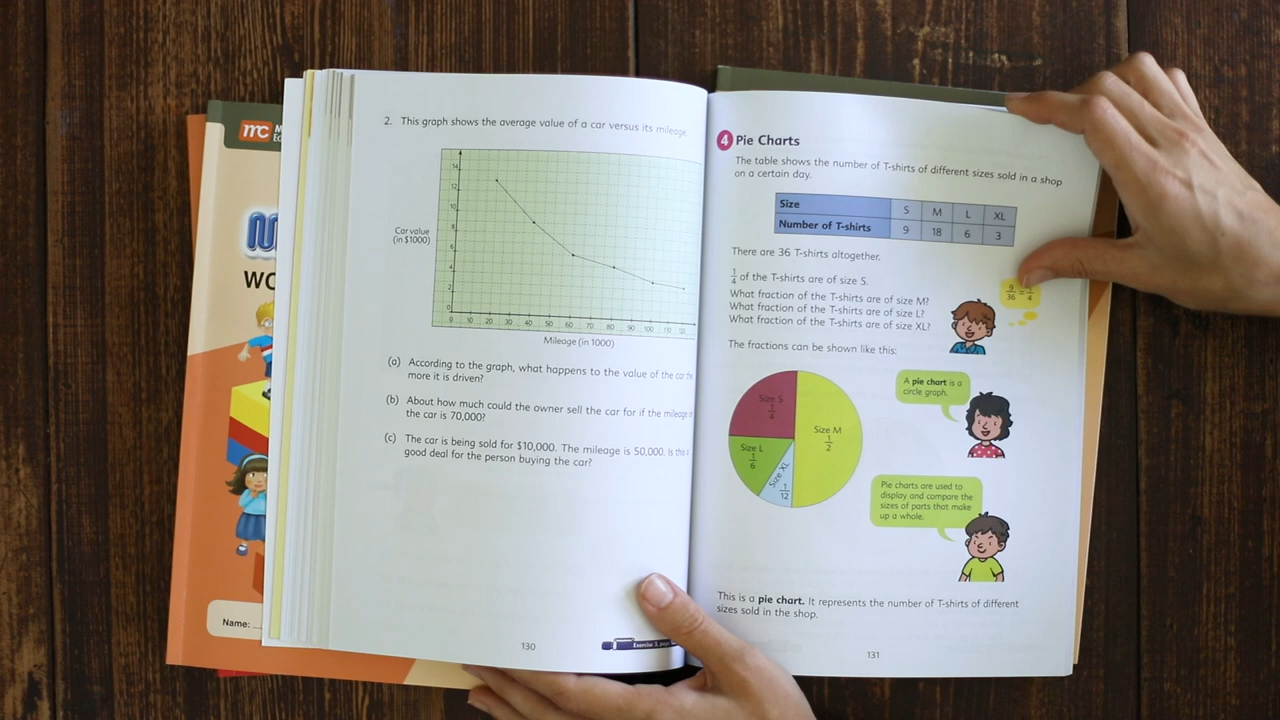 mc
WO
Name:
2. This graph shows the average value of a car versus its mileage.
Car value
(in $1000)
14
12
10
8
6
4
2
0
0 10 20 30 40 50 60 70 80 90 100 110 120
Mileage (in 1000)
(a) According to the graph, what happens to the value of the car the
more it is driven?
(b) About how much could the owner sell the car for if the mileage
the car is 70,000?
(c) The car is being sold for $10,000. The mileage is 50,000. Is this
good deal for the person buying the car?
130
Exercise 3, page
4 Pie Charts
The table shows the number of T-shirts of different sizes sold in a shop
on a certain day.
Size S M L XL
Number of T-shirts 9 18 6 3
There are 36 T-shirts altogether.
1/4 of the T-shirts are of size S.
What fraction of the T-shirts are of size M?
What fraction of the T-shirts are of size L?
What fraction of the T-shirts are of size XL?
9/36 = 1/4
The fractions can be shown like this:
Size S
1/4
Size M
1/2
Size L
1/6
Size XL
1/12
A pie chart is a
circle graph.
Pie charts are used to
display and compare the
sizes of parts that make
up a whole.
This is a pie chart. It represents the number of T-shirts of different
sizes sold in the shop.
131